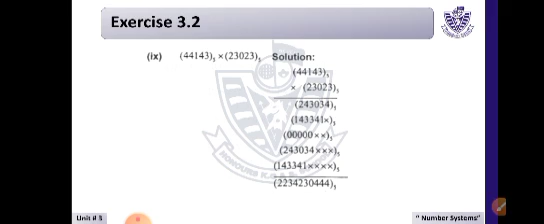 Exercise 3.2
(ix) (44143)₅ × (23023)₅ Solution:
(44143)₅
× (23023)₅
(243034)₅
(143341×)₅
(00000××)₅
(243034×××)₅
(143341××××)₅
(2234230444)₅
Unit # 3
"Number Systems"